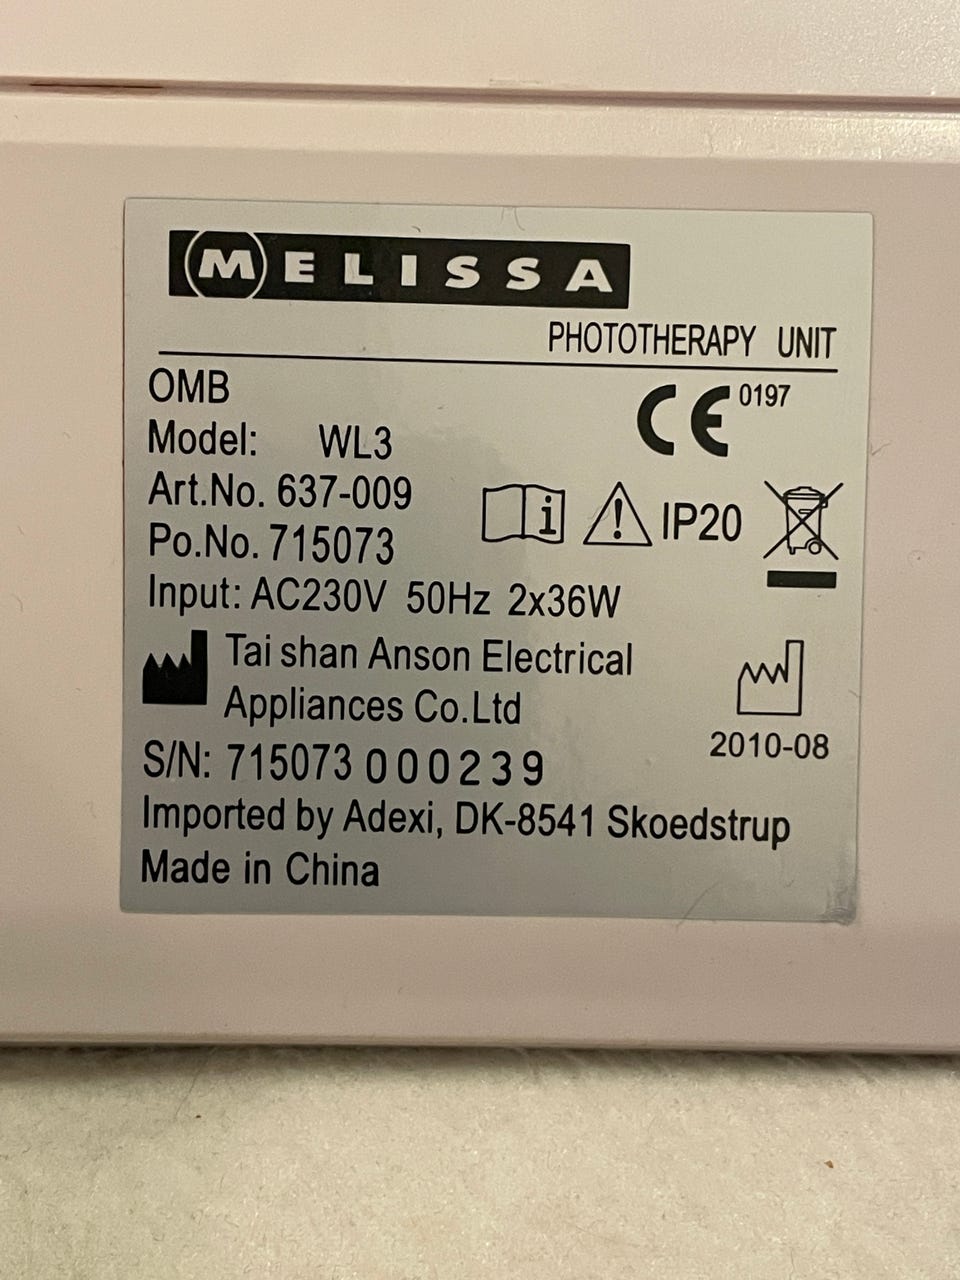 MELISSA
PHOTOTHERAPY UNIT
OMB
CE 0197
Model: WL3
Art.No. 637-009
IP20
Po.No. 715073
Input: AC230V 50Hz 2x36W
Tai shan Anson Electrical
Appliances Co.Ltd
2010-08
S/N: 715073 000239
Imported by Adexi, DK-8541 Skoedstrup
Made in China